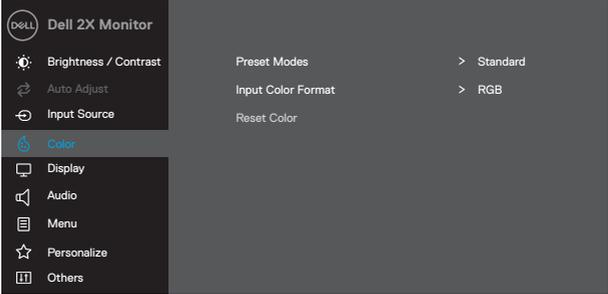 DELL Dell 2X Monitor
Brightness / Contrast
Auto Adjust
Input Source
Color
Display
Audio
Menu
Personalize
Others
Preset Modes > Standard
Input Color Format > RGB
Reset Color